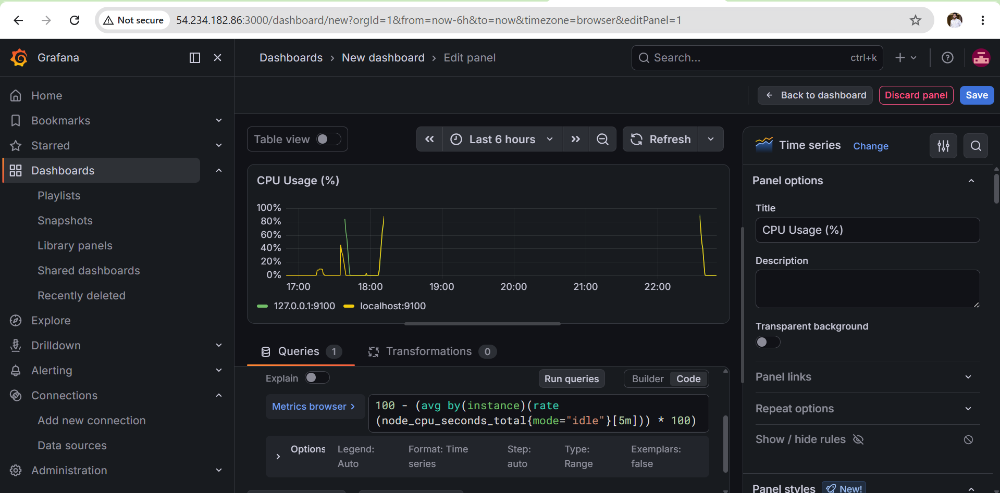 Not secure
54.234.182.86:3000/dashboard/new?orgId=1&from=now-6h&to=now&timezone=browser&editPanel=1
Grafana
Dashboards › New dashboard › Edit panel
Search...
ctrl+k
Home
Bookmarks
Starred
Dashboards
Playlists
Snapshots
Library panels
Shared dashboards
Recently deleted
Explore
Drilldown
Alerting
Connections
Add new connection
Data sources
Administration
Back to dashboard
Discard panel
Save
Table view
Last 6 hours
Refresh
CPU Usage (%)
100%
80%
60%
40%
20%
0%
17:00 18:00 19:00 20:00 21:00 22:00
127.0.0.1:9100 localhost:9100
Queries 1
Transformations 0
Explain
Run queries
Builder Code
Metrics browser ›
100 - (avg by(instance)(rate
(node_cpu_seconds_total{mode="idle"}[5m])) * 100)
Options
Legend: Auto
Format: Time series
Step: auto
Type: Range
Exemplars: false
Time series Change
Panel options
Title
CPU Usage (%)
Description
Transparent background
Panel links
Repeat options
Show / hide rules
Panel styles New!